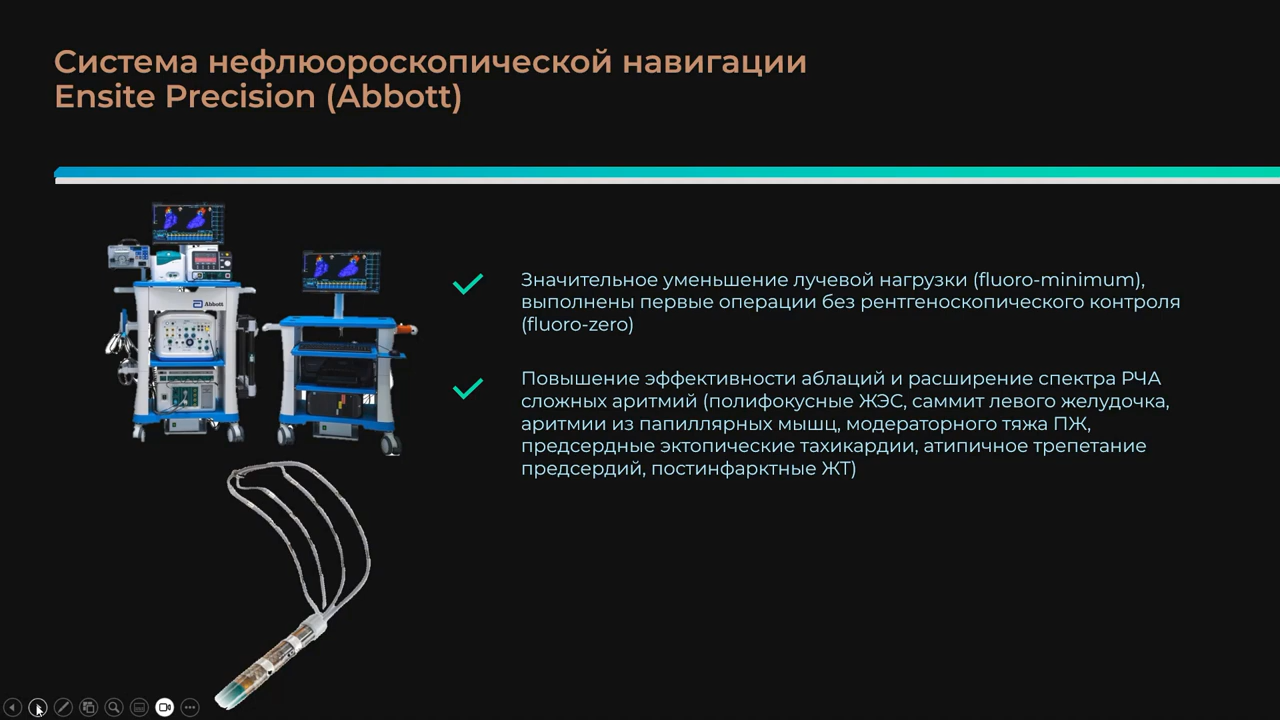 Система нефлюороскопической навигации
Ensite Precision (Abbott)
Abbott
Значительное уменьшение лучевой нагрузки (fluoro-minimum),
выполнены первые операции без рентгеноскопического контроля
(fluoro-zero)
Повышение эффективности аблаций и расширение спектра РЧА
сложных аритмий (полифокусные ЖЭС, саммит левого желудочка,
аритмии из папиллярных мышц, модераторного тяжа ПЖ,
предсердные эктопические тахикардии, атипичное трепетание
предсердий, постинфарктные ЖТ)